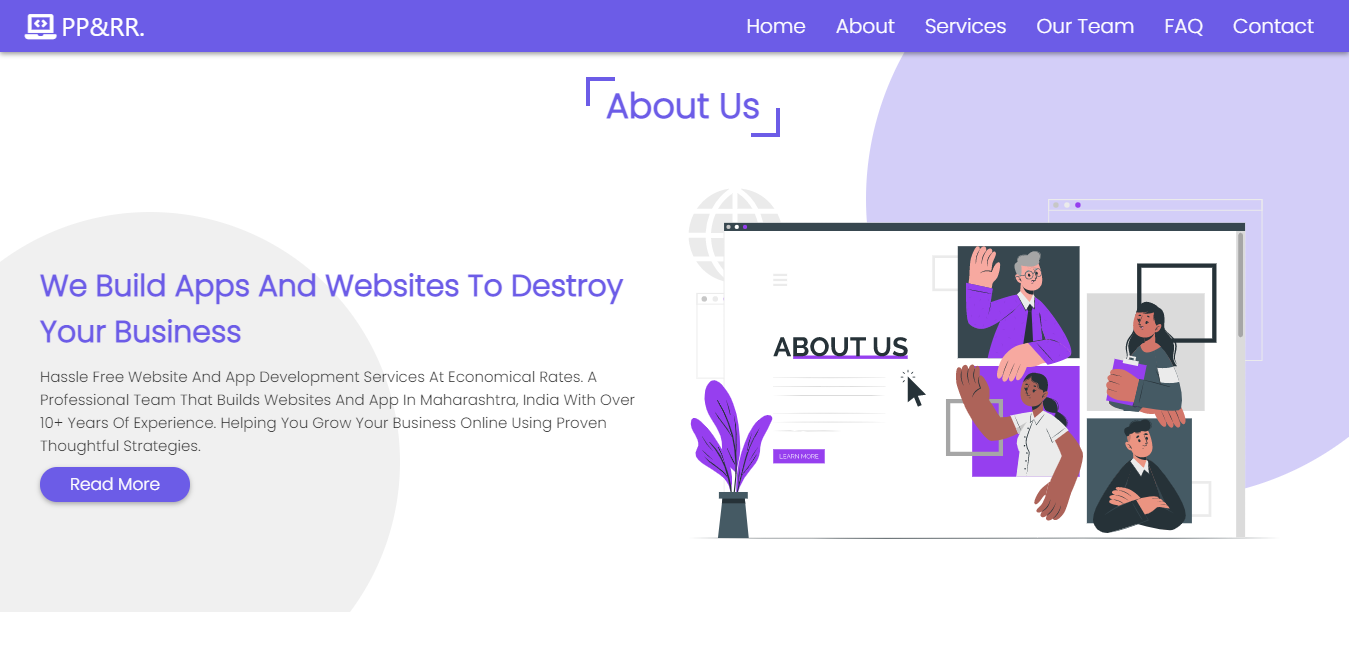 PP&RR.
Home About Services Our Team FAQ Contact
About Us
We Build Apps And Websites To Destroy
Your Business
Hassle Free Website And App Development Services At Economical Rates. A
Professional Team That Builds Websites And App In Maharashtra, India With Over
10+ Years Of Experience. Helping You Grow Your Business Online Using Proven
Thoughtful Strategies.
Read More
ABOUT US
LEARN MORE